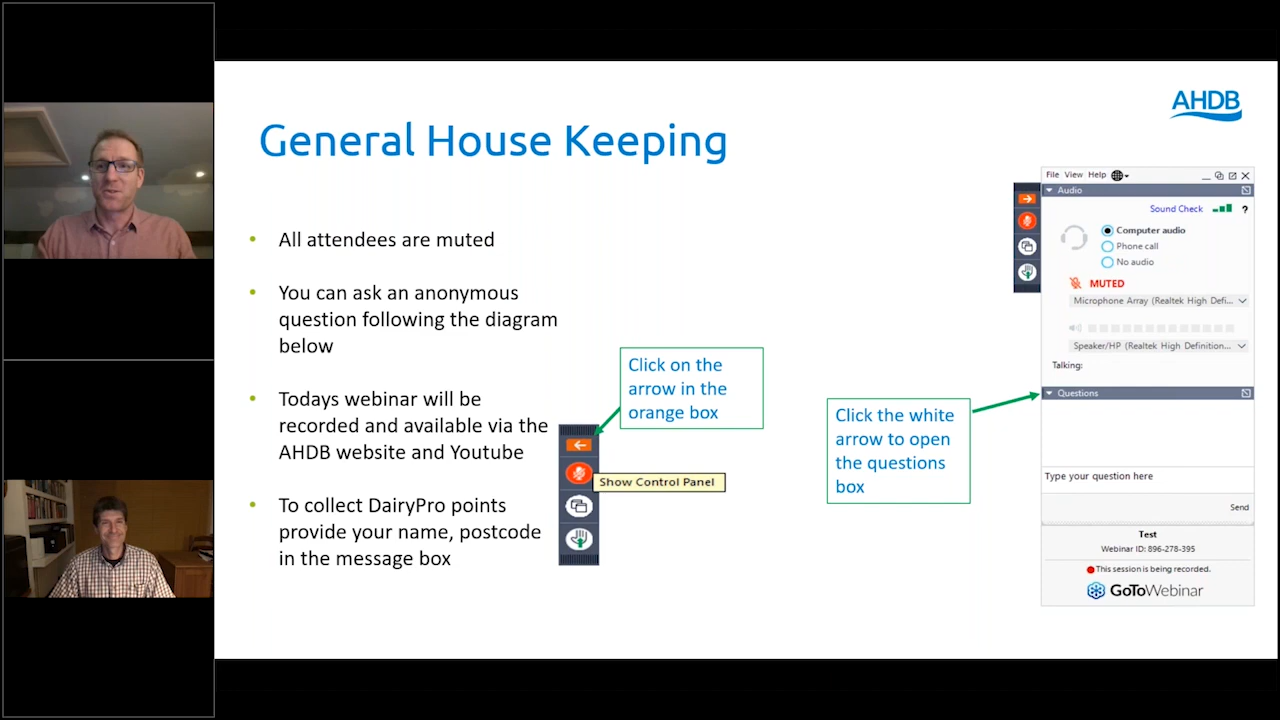 AHDB
General House Keeping
All attendees are muted
You can ask an anonymous
question following the diagram
below
Todays webinar will be
recorded and available via the
AHDB website and Youtube
To collect DairyPro points
provide your name, postcode
in the message box
Click on the
arrow in the
orange box
Show Control Panel
Click the white
arrow to open
the questions
box
File View Help
Audio
Sound Check ?
Computer audio
Phone call
No audio
MUTED
Microphone Array (Realtek High Defi...
Speaker/HP (Realtek High Definition...
Talking:
Questions
Type your question here
Send
Test
Webinar ID: 896-278-395
This session is being recorded.
GoToWebinar